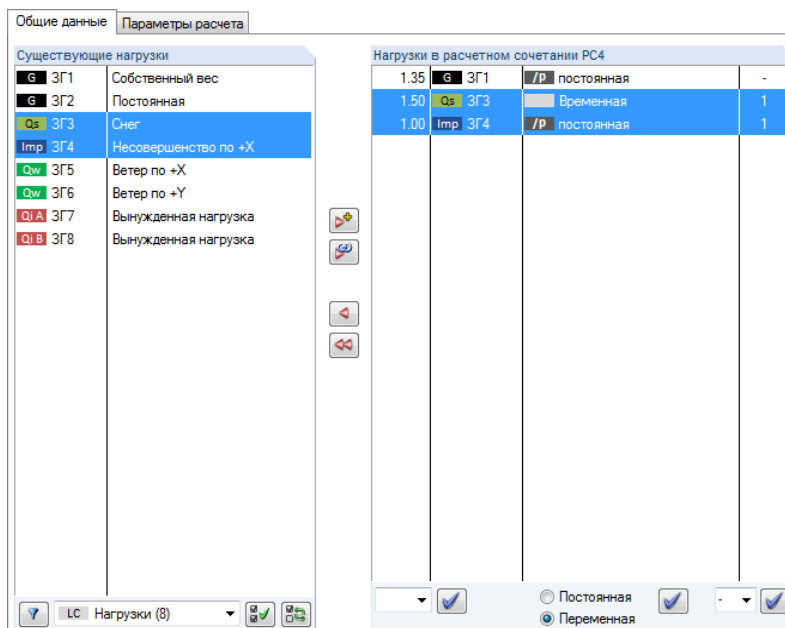 Общие данные Параметры расчета
Существующие нагрузки
G ЗГ1 Собственный вес
G ЗГ2 Постоянная
Qs ЗГ3 Снег
Imp ЗГ4 Несовершенство по +X
Qw ЗГ5 Ветер по +X
Qw ЗГ6 Ветер по +Y
Qi A ЗГ7 Вынужденная нагрузка
Qi B ЗГ8 Вынужденная нагрузка
LC Нагрузки (8)
Нагрузки в расчетном сочетании РС4
1.35 G ЗГ1 /p постоянная -
1.50 Qs ЗГ3 Временная 1
1.00 Imp ЗГ4 /p постоянная 1
Постоянная
Переменная
-